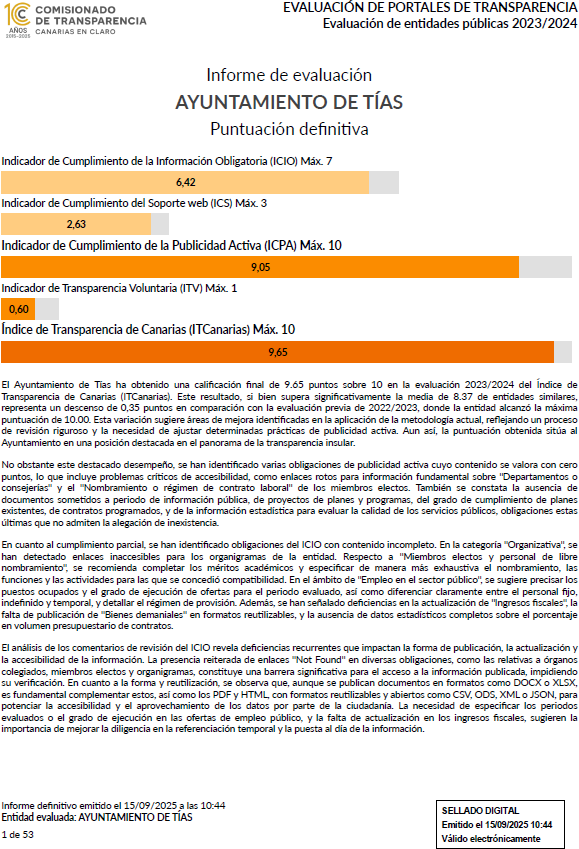 COMISIONADO
DE TRANSPARENCIA
CANARIAS EN CLARO
AÑOS
2015-2025
EVALUACIÓN DE PORTALES DE TRANSPARENCIA
Evaluación de entidades públicas 2023/2024
Informe de evaluación
AYUNTAMIENTO DE TÍAS
Puntuación definitiva
Indicador de Cumplimiento de la Información Obligatoria (ICIO) Máx. 7
6,42
Indicador de Cumplimiento del Soporte web (ICS) Máx. 3
2,63
Indicador de Cumplimiento de la Publicidad Activa (ICPA) Máx. 10
9,05
Indicador de Transparencia Voluntaria (ITV) Máx. 1
0,60
Índice de Transparencia de Canarias (ITCanarias) Máx. 10
9,65
El Ayuntamiento de Tías ha obtenido una calificación final de 9.65 puntos sobre 10 en la evaluación 2023/2024 del Índice de
Transparencia de Canarias (ITCanarias). Este resultado, si bien supera significativamente la media de 8.37 de entidades similares,
representa un descenso de 0,35 puntos en comparación con la evaluación previa de 2022/2023, donde la entidad alcanzó la máxima
puntuación de 10.00. Esta variación sugiere áreas de mejora identificadas en la aplicación de la metodología actual, reflejando un proceso
de revisión riguroso y la necesidad de ajustar determinadas prácticas de publicidad activa. Aun así, la puntuación obtenida sitúa al
Ayuntamiento en una posición destacada en el panorama de la transparencia insular.
No obstante este destacado desempeño, se han identificado varias obligaciones de publicidad activa cuyo contenido se valora con cero
puntos, lo que incluye problemas críticos de accesibilidad, como enlaces rotos para información fundamental sobre "Departamentos o
consejerías" y el "Nombramiento o régimen de contrato laboral" de los miembros electos. También se constata la ausencia de
documentos sometidos a periodo de información pública, de proyectos de planes y programas, del grado de cumplimiento de planes
existentes, de contratos programados, y de la información estadística para evaluar la calidad de los servicios públicos, obligaciones estas
últimas que no admiten la alegación de inexistencia.
En cuanto al cumplimiento parcial, se han identificado obligaciones del ICIO con contenido incompleto. En la categoría "Organizativa", se
han detectado enlaces inaccesibles para los organigramas de la entidad. Respecto a "Miembros electos y personal de libre
nombramiento", se recomienda completar los méritos académicos y especificar de manera más exhaustiva el nombramiento, las
funciones y las actividades para las que se concedió compatibilidad. En el ámbito de "Empleo en el sector público", se sugiere precisar los
puestos ocupados y el grado de ejecución de ofertas para el periodo evaluado, así como diferenciar claramente entre el personal fijo,
indefinido y temporal, y detallar el régimen de provisión. Además, se han señalado deficiencias en la actualización de "Ingresos fiscales", la
falta de publicación de "Bienes demaniales" en formatos reutilizables, y la ausencia de datos estadísticos completos sobre el porcentaje
en volumen presupuestario de contratos.
El análisis de los comentarios de revisión del ICIO revela deficiencias recurrentes que impactan la forma de publicación, la actualización y
la accesibilidad de la información. La presencia reiterada de enlaces "Not Found" en diversas obligaciones, como las relativas a órganos
colegiados, miembros electos y organigramas, constituye una barrera significativa para el acceso a la información publicada, impidiendo
su verificación. En cuanto a la forma y reutilización, se observa que, aunque se publican documentos en formatos como DOCX o XLSX,
es fundamental complementar estos, así como los PDF y HTML, con formatos reutilizables y abiertos como CSV, ODS, XML o JSON, para
potenciar la accesibilidad y el aprovechamiento de los datos por parte de la ciudadanía. La necesidad de especificar los periodos
evaluados o el grado de ejecución en las ofertas de empleo público, y la falta de actualización en los ingresos fiscales, sugieren la
importancia de mejorar la diligencia en la referenciación temporal y la puesta al día de la información.
Informe definitivo emitido el 15/09/2025 a las 10:44
Entidad evaluada: AYUNTAMIENTO DE TÍAS
1 de 53
SELLADO DIGITAL
Emitido el 15/09/2025 10:44
Válido electrónicamente